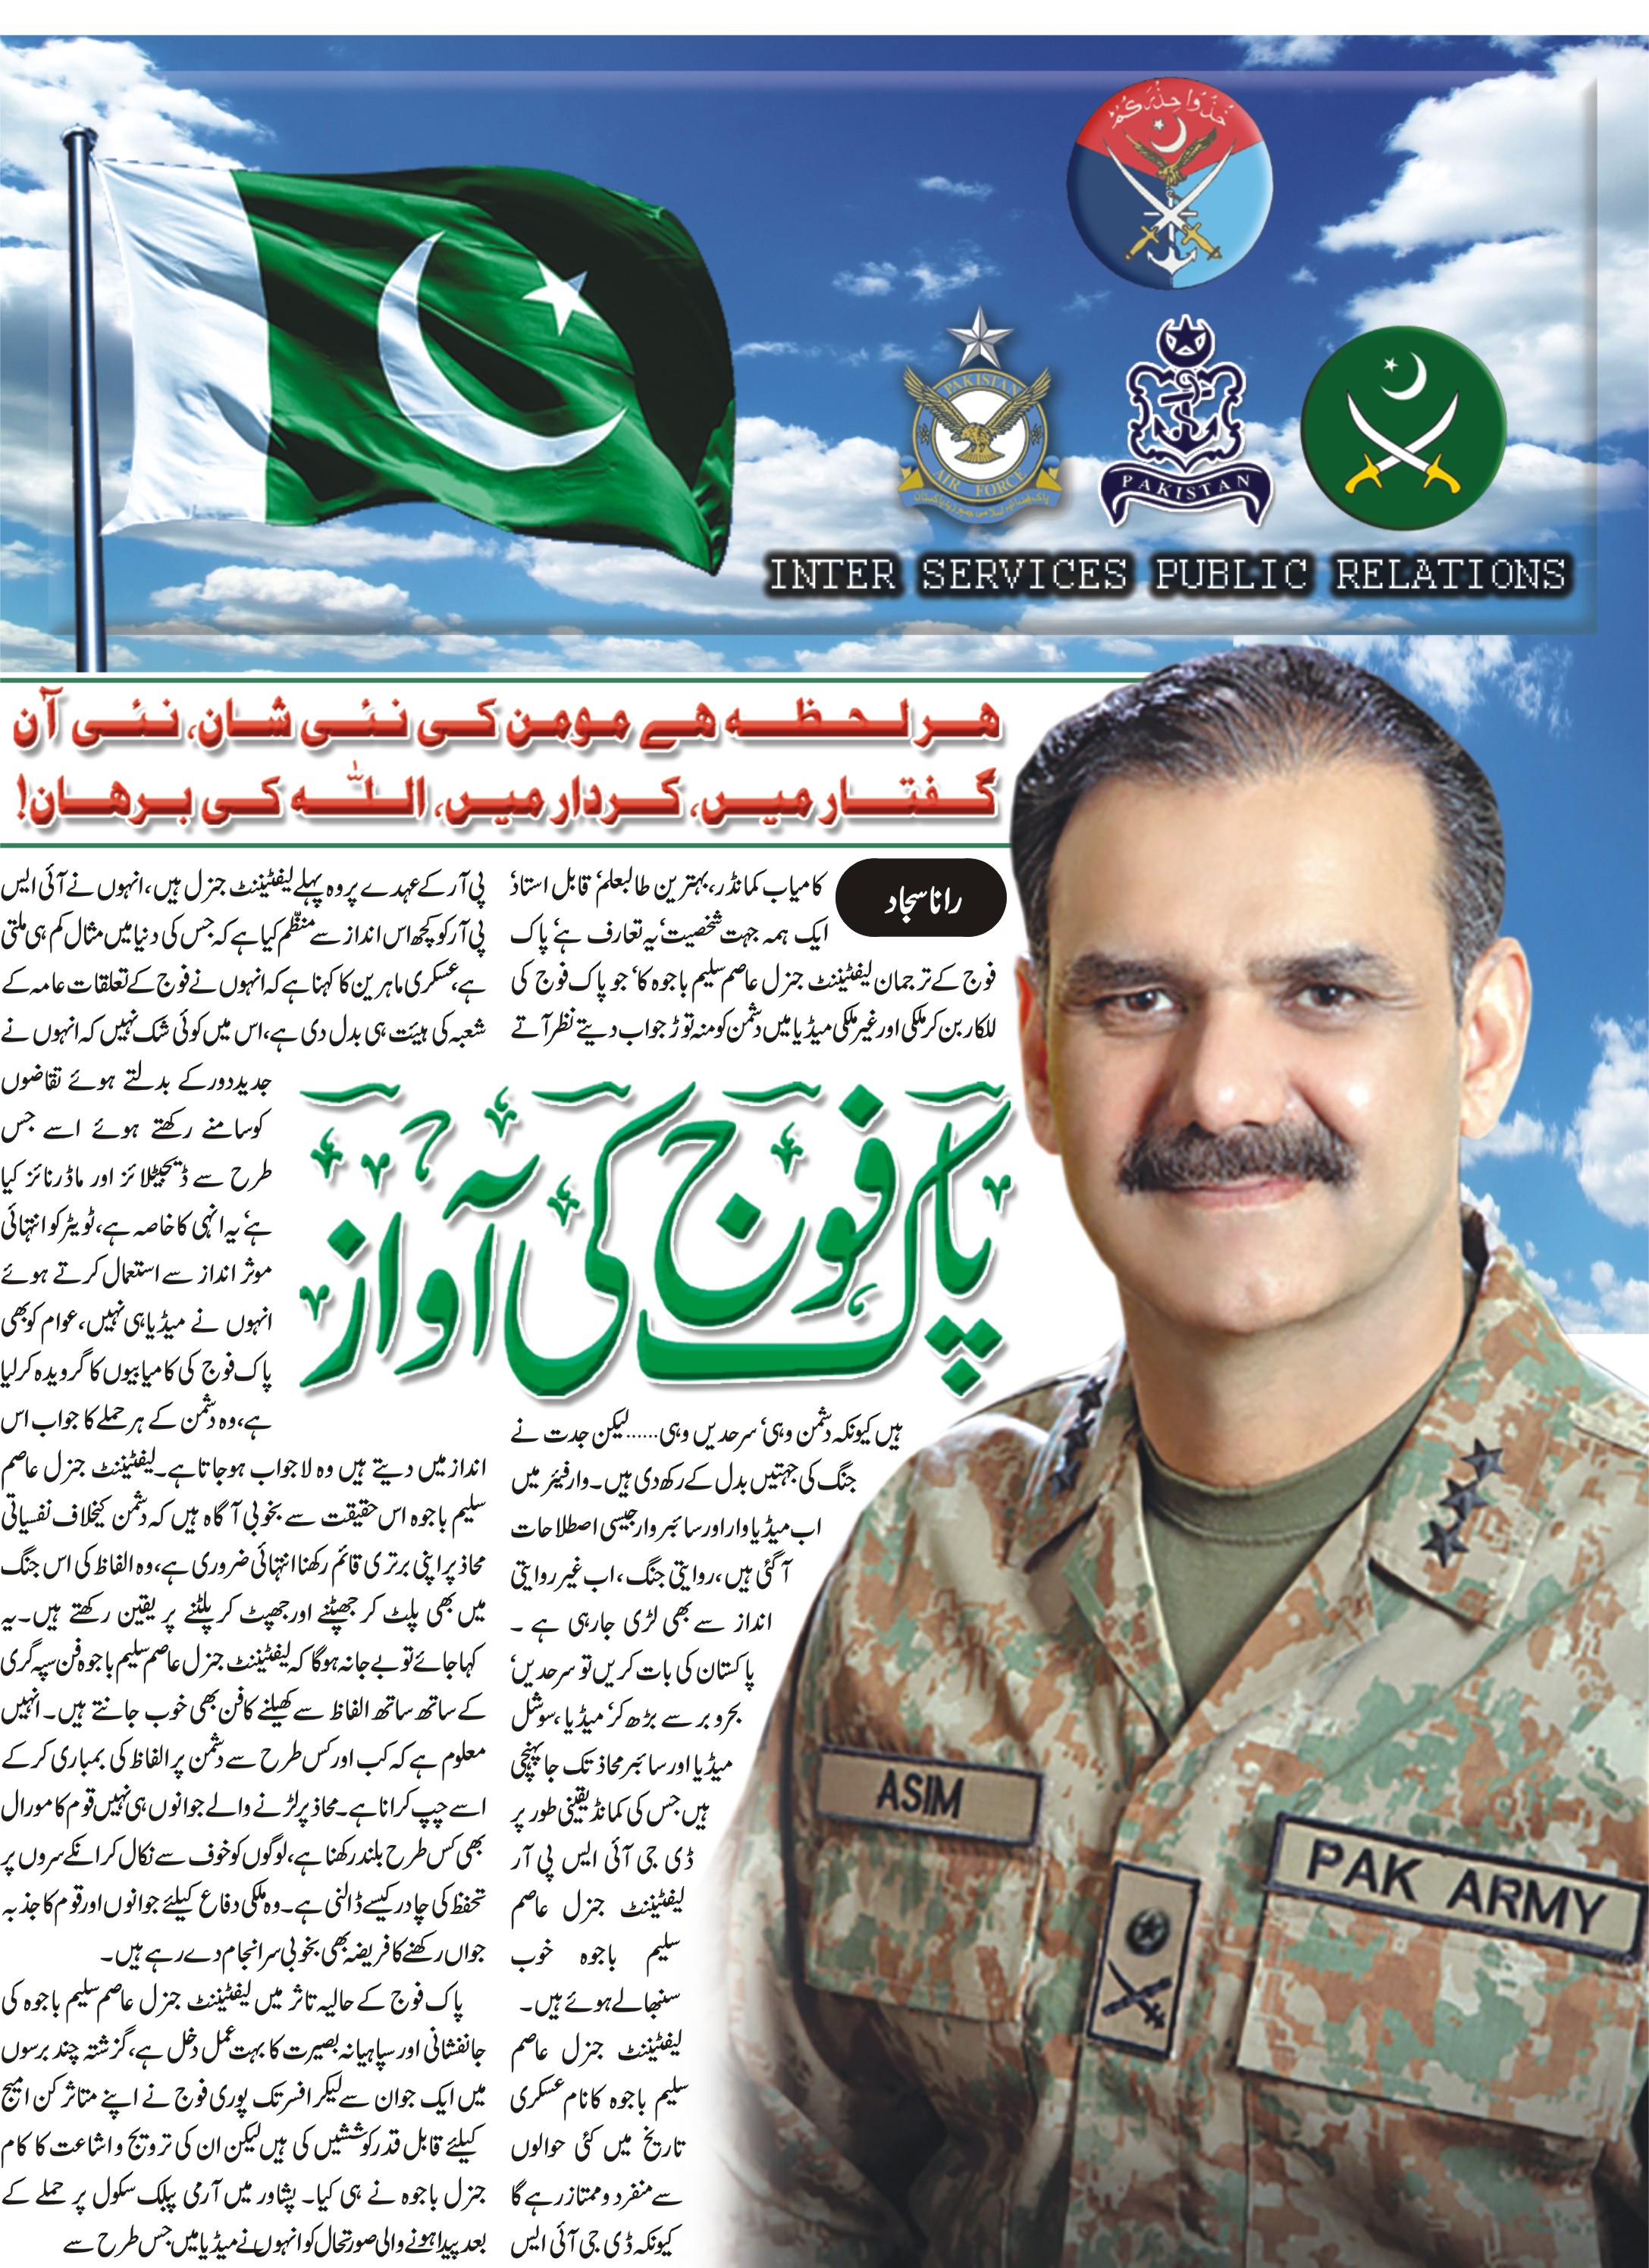 خُذُوا حِذْرَكُمْ
PAKISTAN
AIR FORCE
PAKISTAN
INTER SERVICES PUBLIC RELATIONS
هر لحظه هے مومن کی نئی شان، نئی آن
گفتار میں، کردار میں، اللّٰه کی برهان!
رانا سجاد
پاک فوج کی آواز
کامیاب کمانڈر، بہترین طالبعلم‘ قابل استاد‘
ایک ہمہ جہت شخصیت‘ یہ تعارف ہے‘ پاک
فوج کے ترجمان لیفٹیننٹ جنرل عاصم سلیم باجوہ کا‘ جو پاک فوج کی
للکار بن کر ملکی اور غیر ملکی میڈیا میں دشمن کو منہ توڑ جواب دیتے نظر آتے
ہیں کیونکہ دشمن وہی‘ سرحدیں وہی......لیکن جدت نے
جنگ کی جہتیں بدل کے رکھ دی ہیں۔ وارفیئر میں
اب میڈیا وار اور سائبر وار جیسی اصطلاحات
آگئی ہیں، روایتی جنگ، اب غیر روایتی
انداز سے بھی لڑی جارہی ہے ۔
پاکستان کی بات کریں تو سرحدیں‘
بحر و بر سے بڑھ کر‘ میڈیا، سوشل
میڈیا اور سائبر محاذ تک جا پہنچی
ہیں جس کی کمانڈ یقینی طور پر
ڈی جی آئی ایس پی آر
لیفٹیننٹ جنرل عاصم
سلیم باجوہ خوب
سنبھالے ہوئے ہیں۔
لیفٹیننٹ جنرل عاصم
سلیم باجوہ کا نام عسکری
تاریخ میں کئی حوالوں
سے منفرد و ممتاز رہے گا
کیونکہ ڈی جی آئی ایس
پی آر کے عہدے پر وہ پہلے لیفٹیننٹ جنرل ہیں، انہوں نے آئی ایس
پی آر کو کچھ اس انداز سے منظّم کیا ہے کہ جس کی دنیا میں مثال کم ہی ملتی
ہے، عسکری ماہرین کا کہنا ہے کہ انہوں نے فوج کے تعلقات عامہ کے
شعبہ کی ہیئت ہی بدل دی ہے، اس میں کوئی شک نہیں کہ انہوں نے
جدید دور کے بدلتے ہوئے تقاضوں
کو سامنے رکھتے ہوئے اسے جس
طرح سے ڈیجیٹلائز اور ماڈرنائز کیا
ہے‘ یہ انہی کا خاصہ ہے، ٹویٹر کو انتہائی
موثر انداز سے استعمال کرتے ہوئے
انہوں نے میڈیا ہی نہیں، عوام کو بھی
پاک فوج کی کامیابیوں کا گرویدہ کرلیا
ہے، وہ دشمن کے ہر حملے کا جواب اس
انداز میں دیتے ہیں وہ لاجواب ہوجاتا ہے۔ لیفٹیننٹ جنرل عاصم
سلیم باجوہ اس حقیقت سے بخوبی آگاہ ہیں کہ دشمن کیخلاف نفسیاتی
محاذ پر اپنی برتری قائم رکھنا انتہائی ضروری ہے، وہ الفاظ کی اس جنگ
میں بھی پلٹ کر جھپٹنے اور جھپٹ کر پلٹنے پر یقین رکھتے ہیں۔ یہ
کہا جائے تو بے جا نہ ہوگا کہ لیفٹیننٹ جنرل عاصم سلیم باجوہ فن سپہ گری
کے ساتھ ساتھ الفاظ سے کھیلنے کا فن بھی خوب جانتے ہیں۔ انہیں
معلوم ہے کہ کب اور کس طرح سے دشمن پر الفاظ کی بمباری کر کے
اسے چپ کرانا ہے۔ محاذ پر لڑنے والے جوانوں ہی نہیں قوم کا مورال
بھی کس طرح بلند رکھنا ہے، لوگوں کو خوف سے نکال کر انکے سروں پر
تحفظ کی چادر کیسے ڈالنی ہے۔ وہ ملکی دفاع کیلئے جوانوں اور قوم کا جذبہ
جواں رکھنے کا فریضہ بھی بخوبی سرانجام دے رہے ہیں۔
پاک فوج کے حالیہ تاثر میں لیفٹیننٹ جنرل عاصم سلیم باجوہ کی
جانفشانی اور سپاہیانہ بصیرت کا بہت عمل دخل ہے، گزشتہ چند برسوں
میں ایک جوان سے لیکر افسر تک پوری فوج نے اپنے متاثر کن امیج
کیلئے قابل قدر کوششیں کی ہیں لیکن ان کی ترویج و اشاعت کا کام
جنرل باجوہ نے ہی کیا۔ پشاور میں آرمی پبلک سکول پر حملے کے
بعد پیدا ہونے والی صورتحال کو انہوں نے میڈیا میں جس طرح سے
ASIM
PAK ARMY